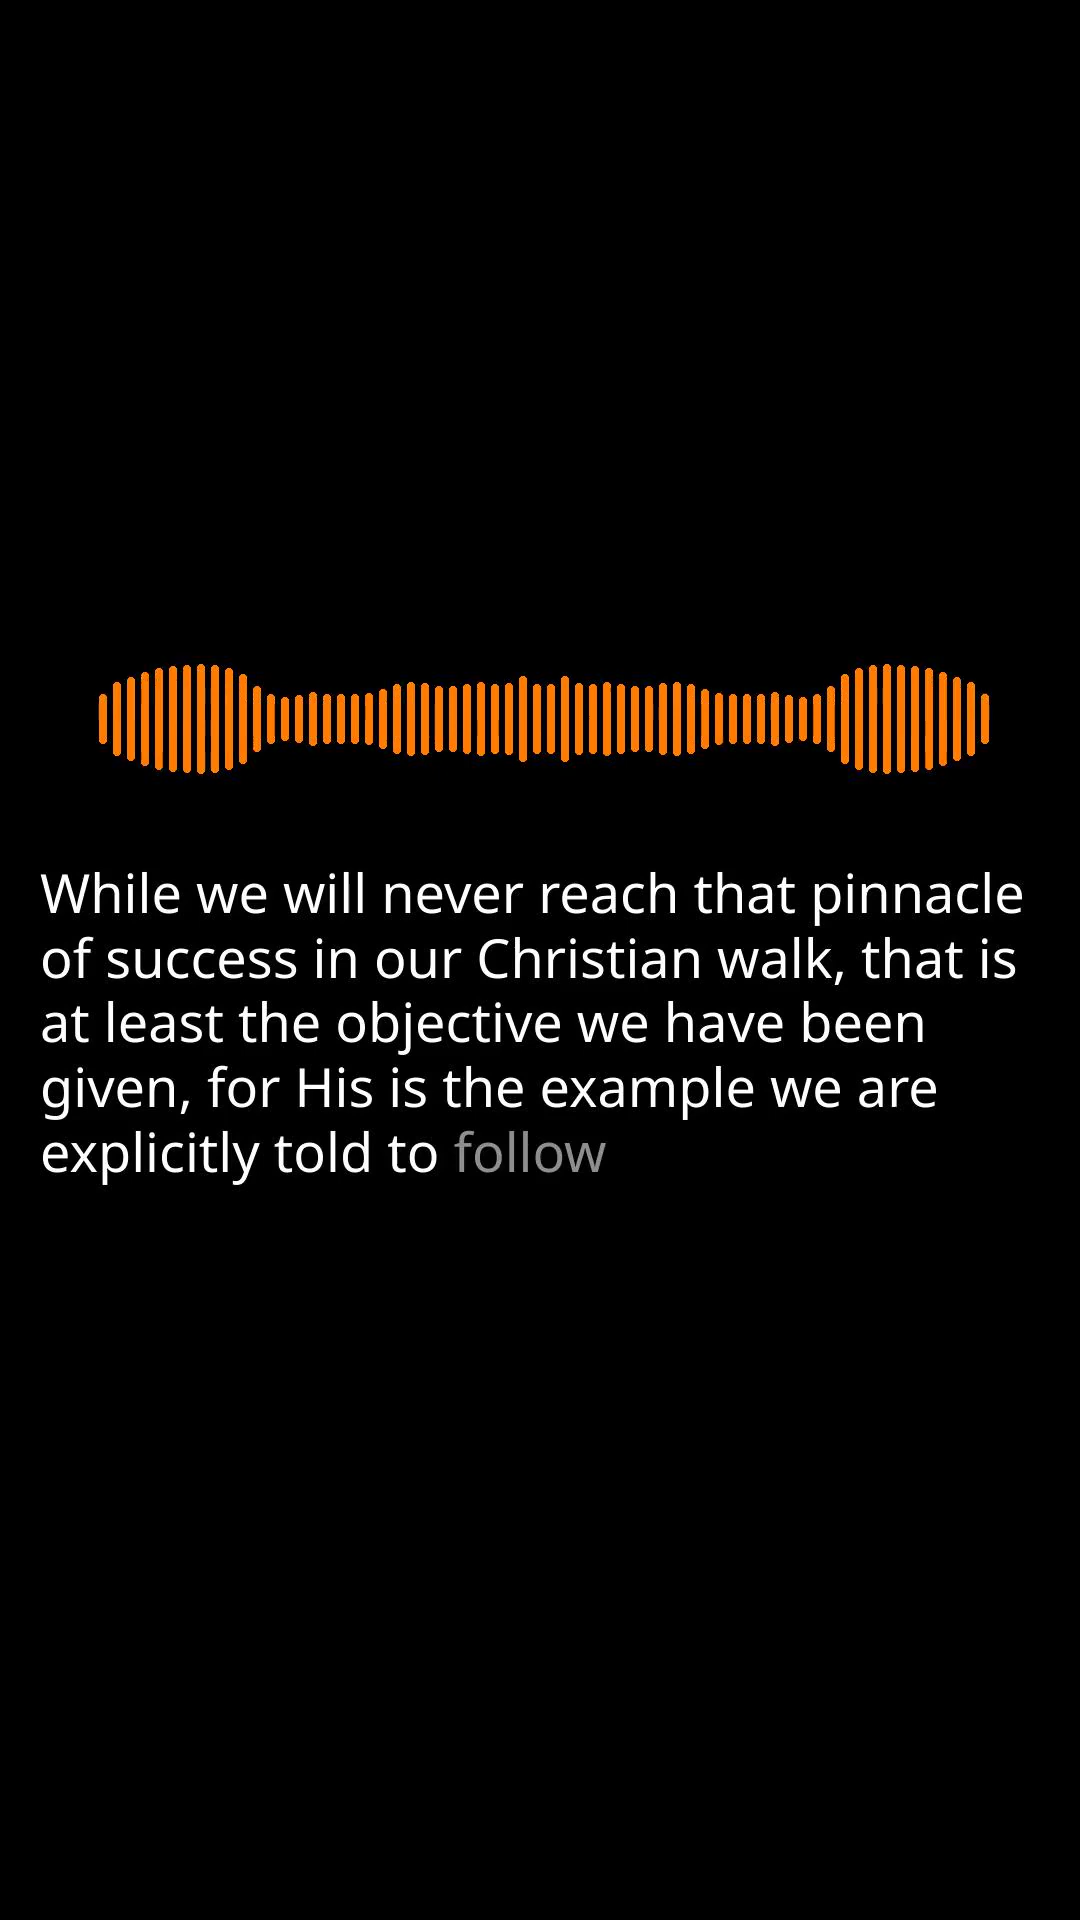 While we will never reach that pinnacle
of success in our Christian walk, that is
at least the objective we have been
given, for His is the example we are
explicitly told to follow